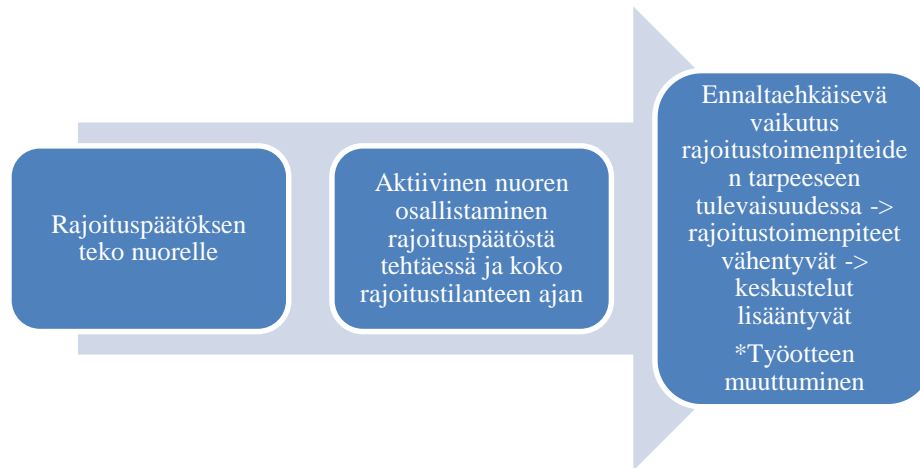 Rajoituspäätöksen
teko nuorelle
Aktiivinen nuoren
osallistaminen
rajoituspäätöstä
tehtäessä ja koko
rajoitustilanteen ajan
Ennaltaehkäisevä
vaikutus
rajoitustoimenpiteide
n tarpeeseen
tulevaisuudessa ->
rajoitustoimenpiteet
vähentyvät ->
keskustelut
lisääntyvät
*Työotteen
muuttuminen